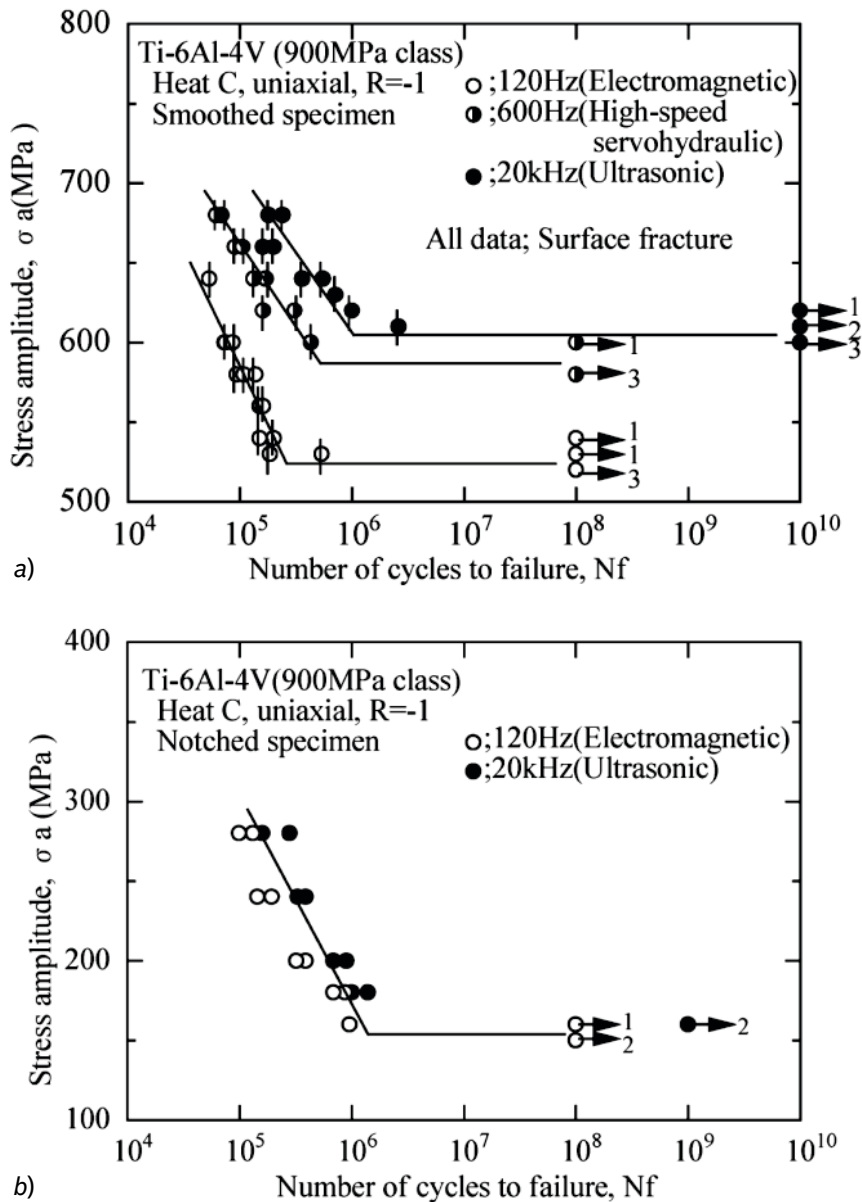 800
Ti-6Al-4V (900MPa class)
Heat C, uniaxial, R=-1
Smoothed specimen
;120Hz(Electromagnetic)
;600Hz(High-speed
servohydraulic)
;20kHz(Ultrasonic)
All data; Surface fracture
700
600
500
Stress amplitude, σ a(MPa )
1
2
3
1
3
1
1
3
10⁴
10⁵
10⁶
10⁷
10⁸
10⁹
10¹⁰
a)
Number of cycles to failure, Nf
400
Ti-6Al-4V(900MPa class)
Heat C, uniaxial, R=-1
Notched specimen
;120Hz(Electromagnetic)
;20kHz(Ultrasonic)
300
200
100
Stress amplitude, σ a (MPa )
1
2
2
10⁴
10⁵
10⁶
10⁷
10⁸
10⁹
10¹⁰
b)
Number of cycles to failure, Nf